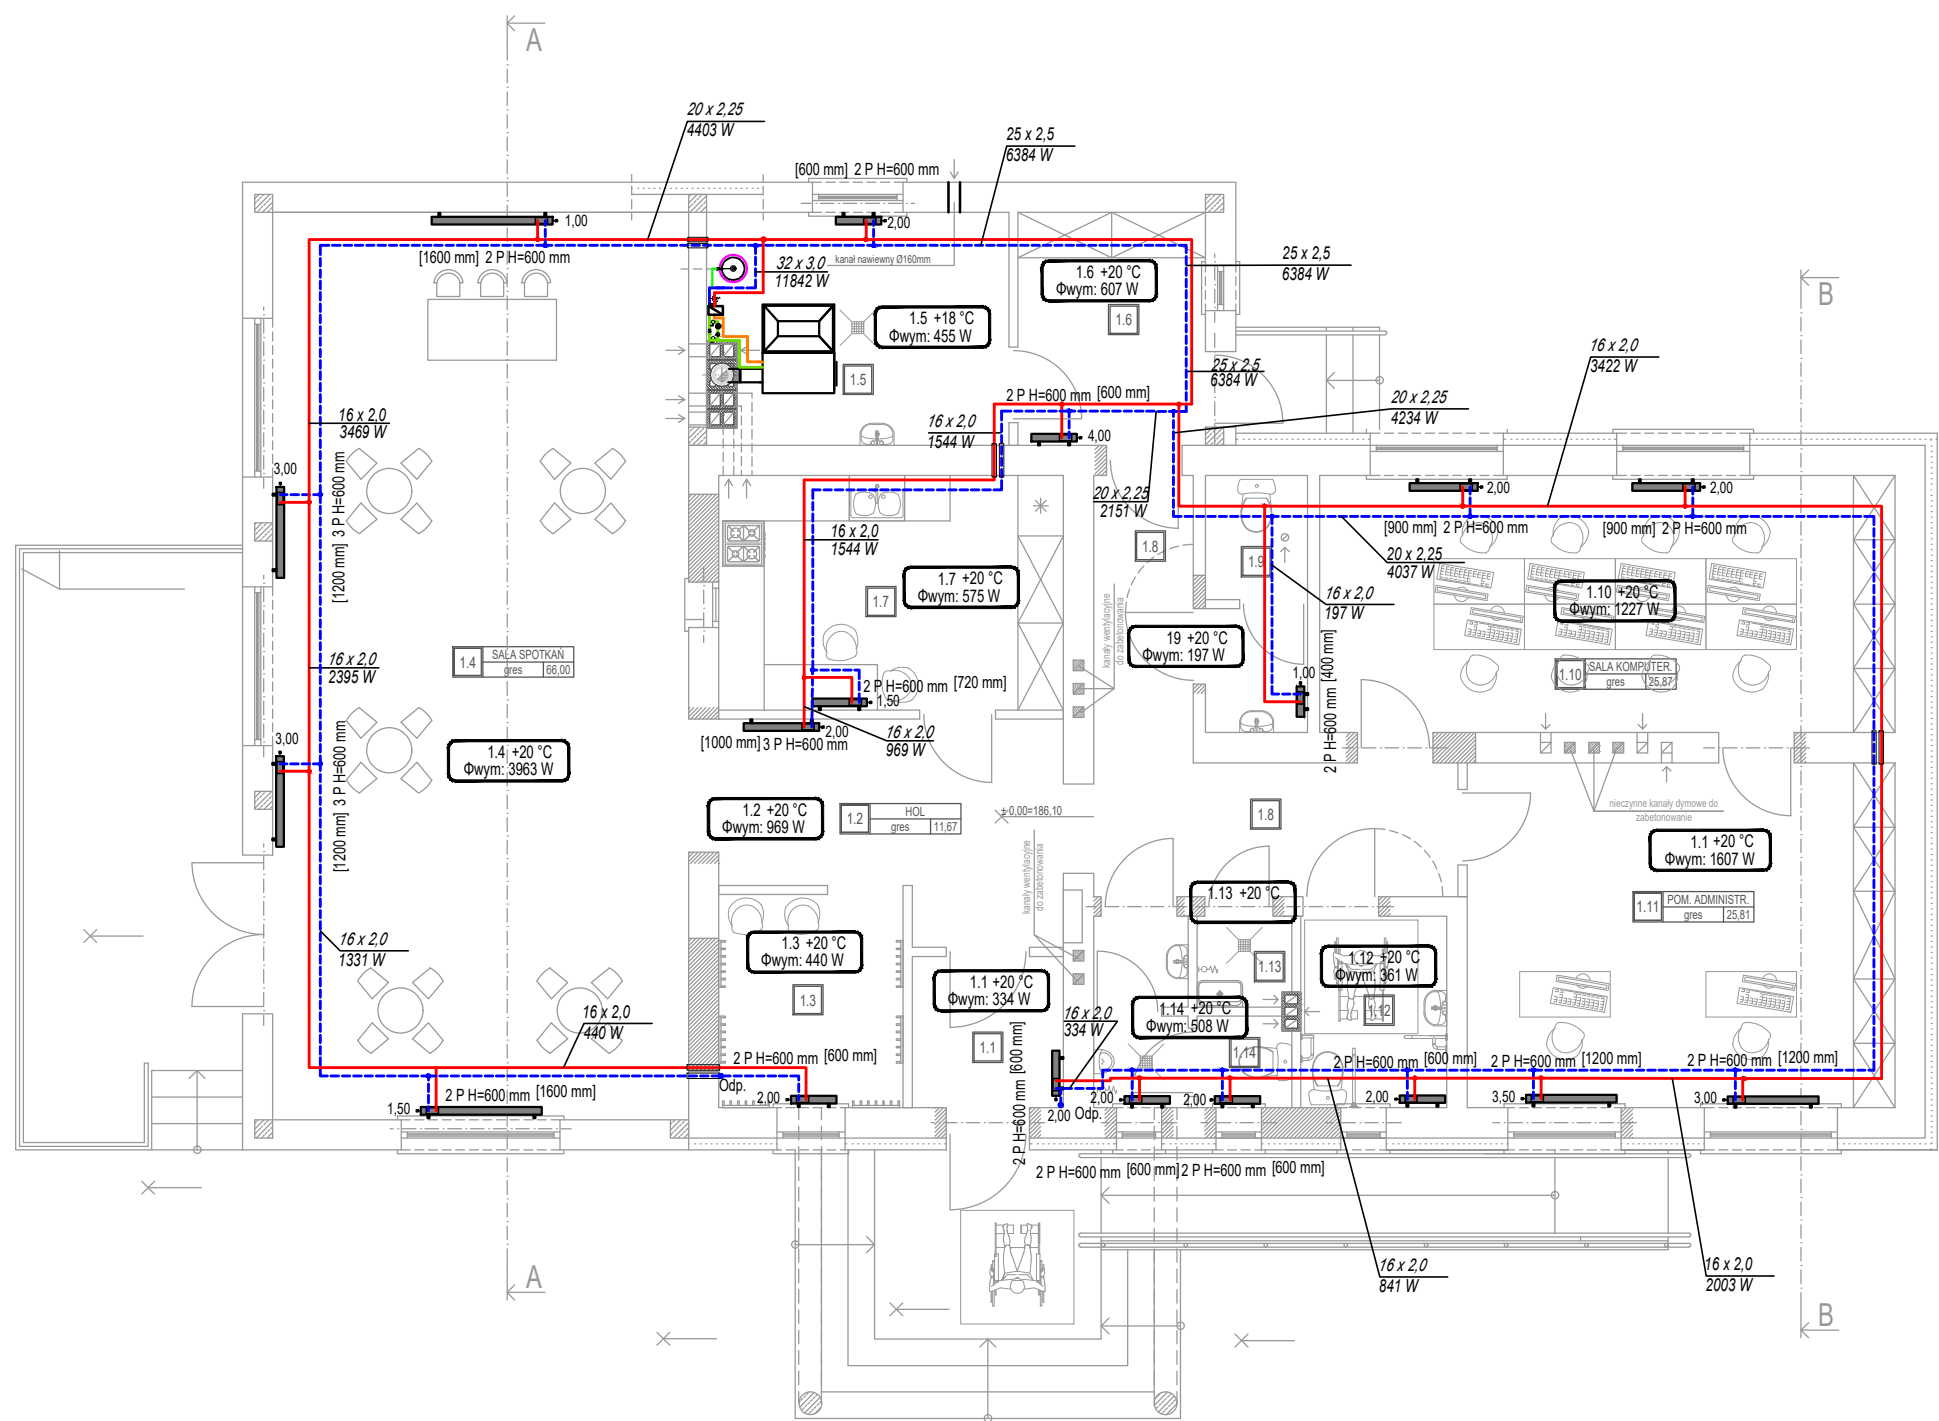 A
20 x 2,25
4403 W
25 x 2,5
6384 W
[600 mm] 2 P H=600 mm
1,00
2,00
[1600 mm] 2 P H=600 mm
32 x 3,0
11842 W
kanał nawiewny Ø160mm
25 x 2,5
6384 W
1.6 +20 °C
Φwym: 607 W
1.6
B
1.5 +18 °C
Φwym: 455 W
1.5
25 x 2,5
6384 W
16 x 2,0
3422 W
2 P H=600 mm [600 mm]
20 x 2,25
4234 W
16 x 2,0
3469 W
16 x 2,0
1544 W
4,00
3,00
[1200 mm] 3 P H=600 mm
20 x 2,25
2151 W
2,00
2,00
[900 mm] 2 P H=600 mm
[900 mm] 2 P H=600 mm
16 x 2,0
1544 W
1.8
1.9
20 x 2,25
4037 W
1.7 +20 °C
Φwym: 575 W
1.7
kanały wentylacyjne
do zabetonowania
16 x 2,0
197 W
1.10 +20 °C
Φwym: 1227 W
19 +20 °C
Φwym: 197 W
1.4
SALA SPOTKAŃ
gres
66,00
16 x 2,0
2395 W
1.10
SALA KOMPUTER.
gres
25,87
2 P H=600 mm [720 mm]
1,50
1,00
2 P H=600 mm [400 mm]
3,00
[1200 mm] 3 P H=600 mm
2,00
[1000 mm] 3 P H=600 mm
16 x 2,0
969 W
1.4 +20 °C
Φwym: 3963 W
1.2 +20 °C
Φwym: 969 W
1.2
HOL
gres
11,67
±0,00=186,10
1.8
nieczynne kanały dymowe do
zabetonowanie
1.1 +20 °C
Φwym: 1607 W
kanały wentylacyjne
do zabetonowania
1.13 +20 °C
1.11
POM. ADMINISTR.
gres
25,81
16 x 2,0
1331 W
1.3 +20 °C
Φwym: 440 W
1.3
1.13
1.12 +20 °C
Φwym: 361 W
1.12
1.1 +20 °C
Φwym: 334 W
1.1
1.14 +20 °C
Φwym: 508 W
1.14
16 x 2,0
440 W
16 x 2,0
334 W
2 P H=600 mm [600 mm]
2 P H=600 mm [600 mm]
2 P H=600 mm [600 mm]
2 P H=600 mm [1200 mm]
2 P H=600 mm [1200 mm]
Odp.
2 P H=600 mm [1600 mm]
1,50
2,00
2,00
Odp.
2,00
2,00
2,00
3,50
3,00
2 P H=600 mm [600 mm]
2 P H=600 mm [600 mm]
16 x 2,0
841 W
16 x 2,0
2003 W
A
B